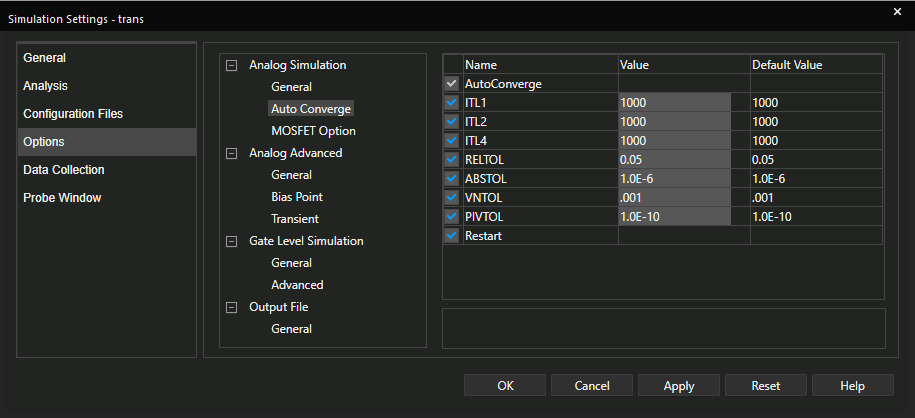 Simulation Settings - trans
General
Analysis
Configuration Files
Options
Data Collection
Probe Window
Analog Simulation
General
Auto Converge
MOSFET Option
Analog Advanced
General
Bias Point
Transient
Gate Level Simulation
General
Advanced
Output File
General
Name Value Default Value
AutoConverge
ITL1 1000 1000
ITL2 1000 1000
ITL4 1000 1000
RELTOL 0.05 0.05
ABSTOL 1.0E-6 1.0E-6
VNTOL .001 .001
PIVTOL 1.0E-10 1.0E-10
Restart
OK Cancel Apply Reset Help